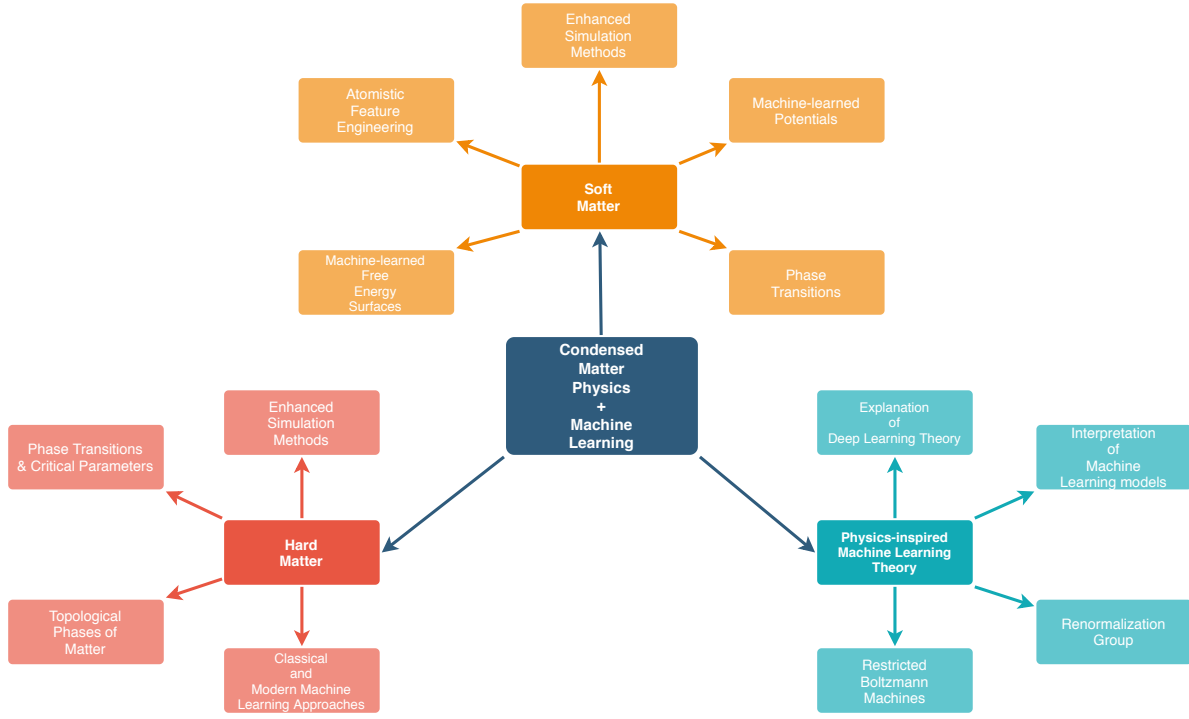 Enhanced
Simulation
Methods
Atomistic
Feature
Engineering
Machine-learned
Potentials
Soft
Matter
Machine-learned
Free
Energy
Surfaces
Phase
Transitions
Condensed
Matter
Physics
+
Machine
Learning
Enhanced
Simulation
Methods
Phase Transitions
& Critical Parameters
Hard
Matter
Topological
Phases of
Matter
Classical
and
Modern Machine
Learning Approaches
Explanation
of
Deep Learning Theory
Interpretation
of
Machine
Learning models
Physics-inspired
Machine Learning
Theory
Restricted
Boltzmann
Machines
Renormalization
Group